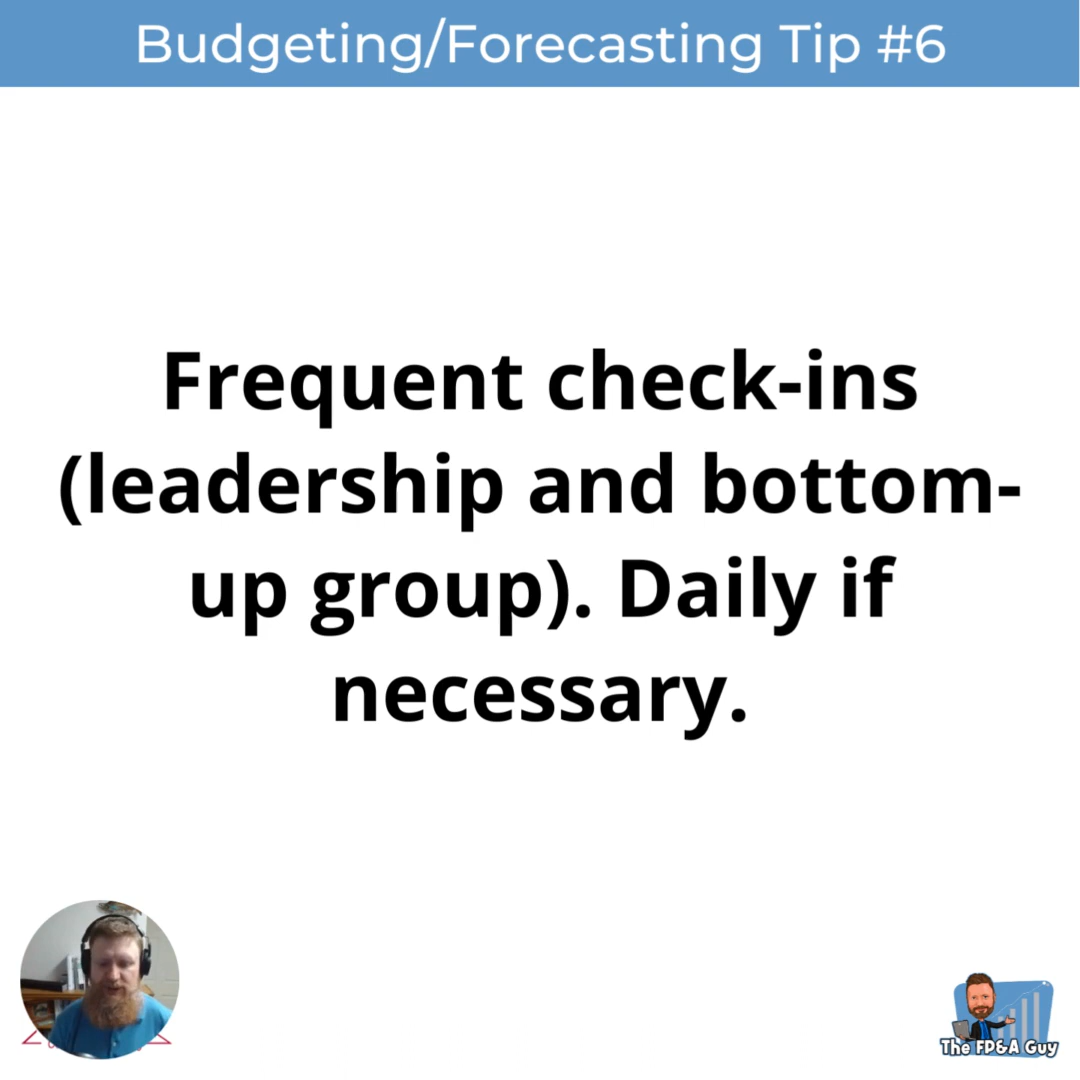 Budgeting/Forecasting Tip #6
Frequent check-ins
(leadership and bottom-
up group). Daily if
necessary.
The FP&A Guy